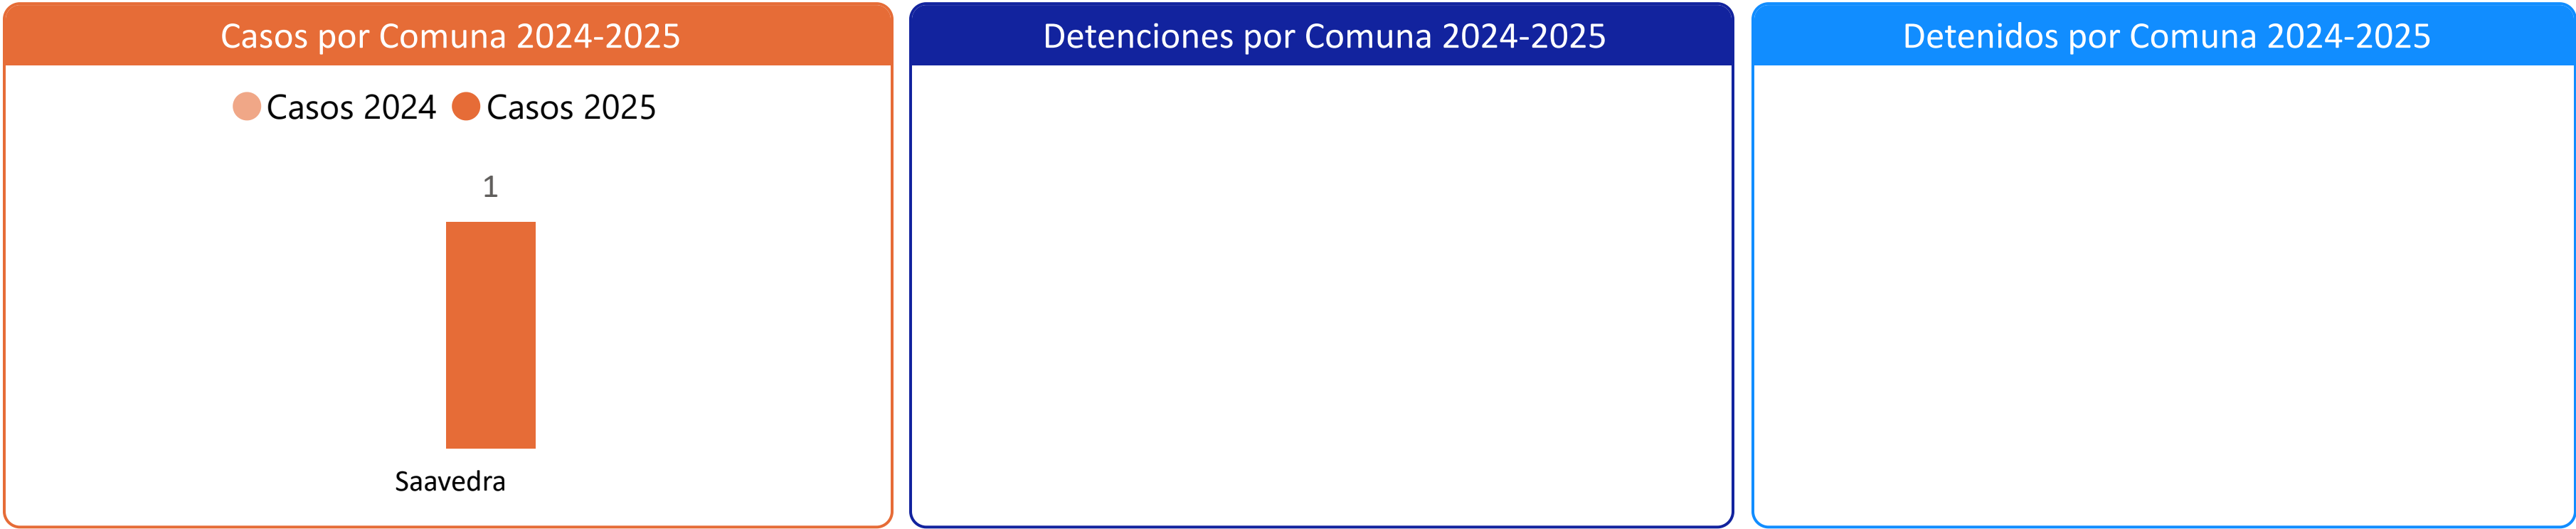 Casos por Comuna 2024-2025
Casos 2024 Casos 2025
1
Saavedra
Detenciones por Comuna 2024-2025
Detenidos por Comuna 2024-2025